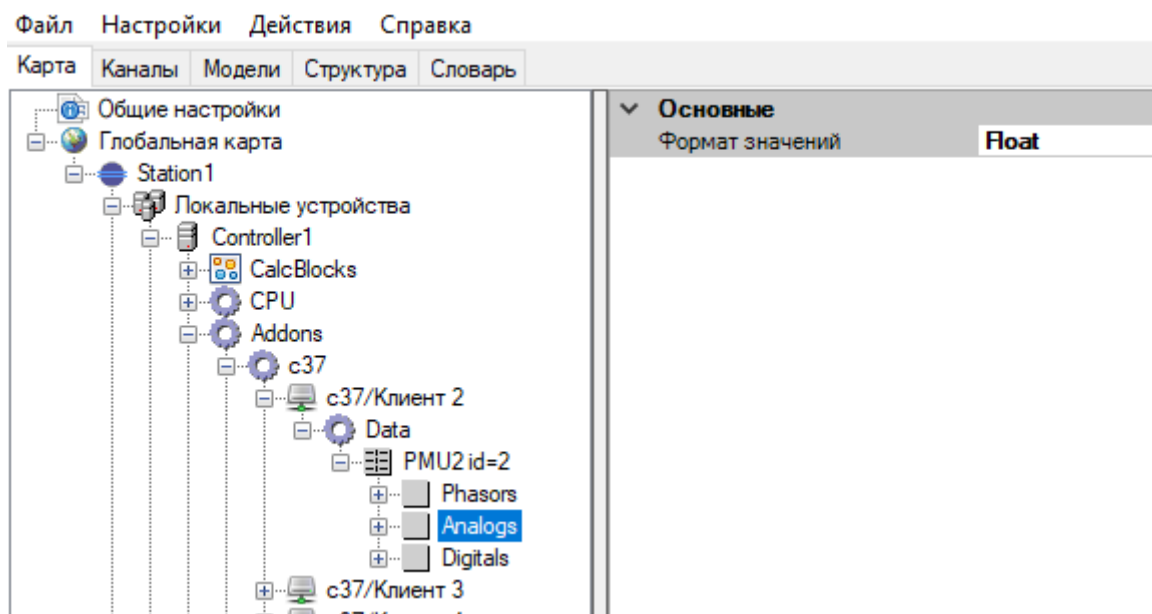 Файл Настройки Действия Справка
Карта Каналы Модели Структура Словарь
Общие настройки
Глобальная карта
Station1
Локальные устройства
Controller1
CalcBlocks
CPU
Addons
c37
c37/Клиент 2
Data
PMU2 id=2
Phasors
Analogs
Digitals
c37/Клиент 3
Основные
Формат значений Float